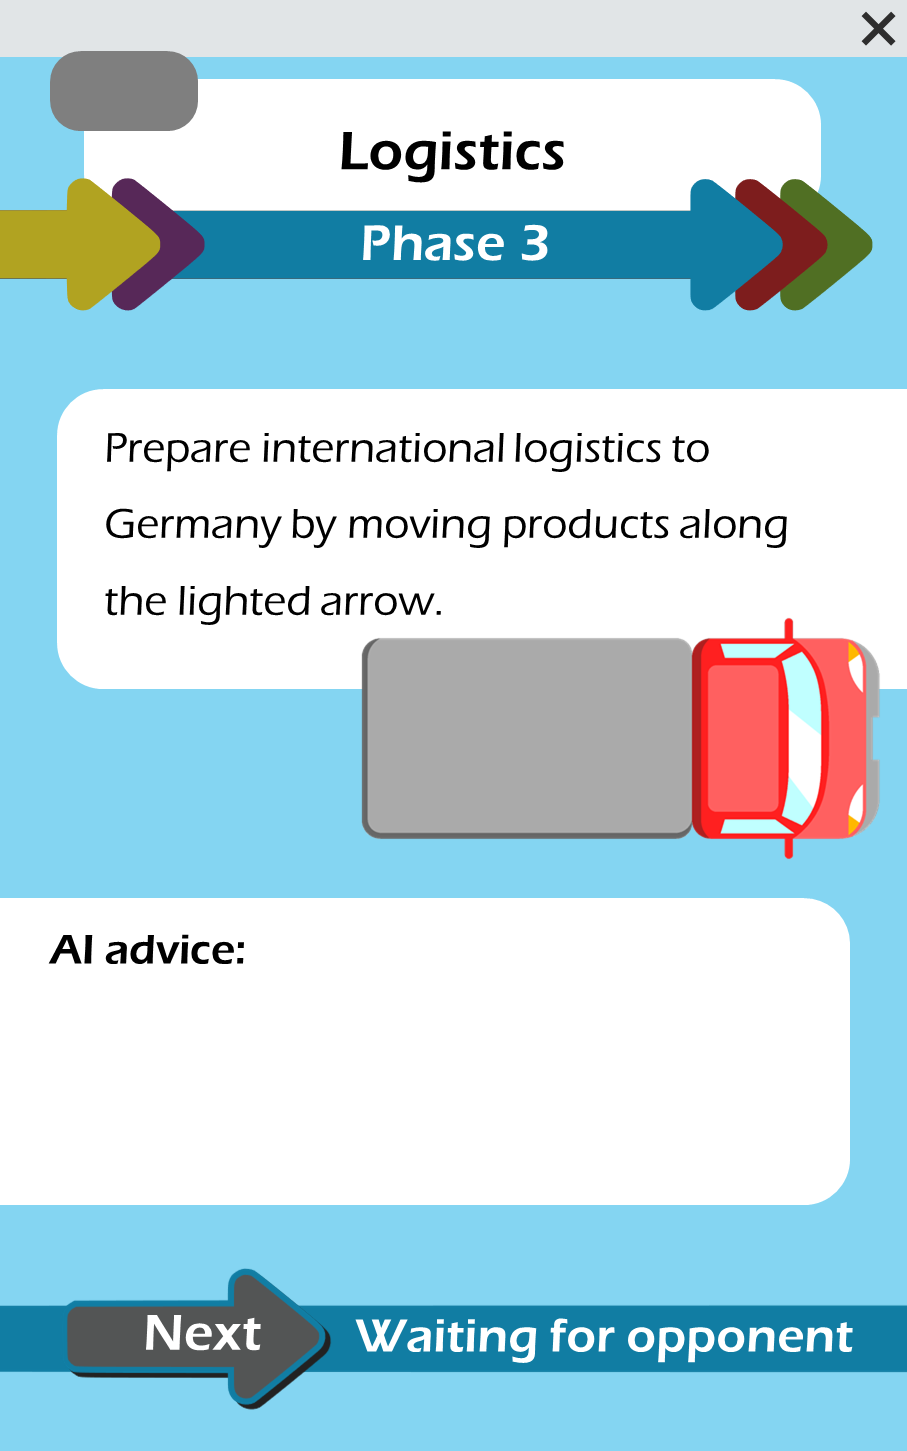 Logistics
Phase 3
Prepare international logistics to
Germany by moving products along
the lighted arrow.
AI advice:
Next
Waiting for opponent